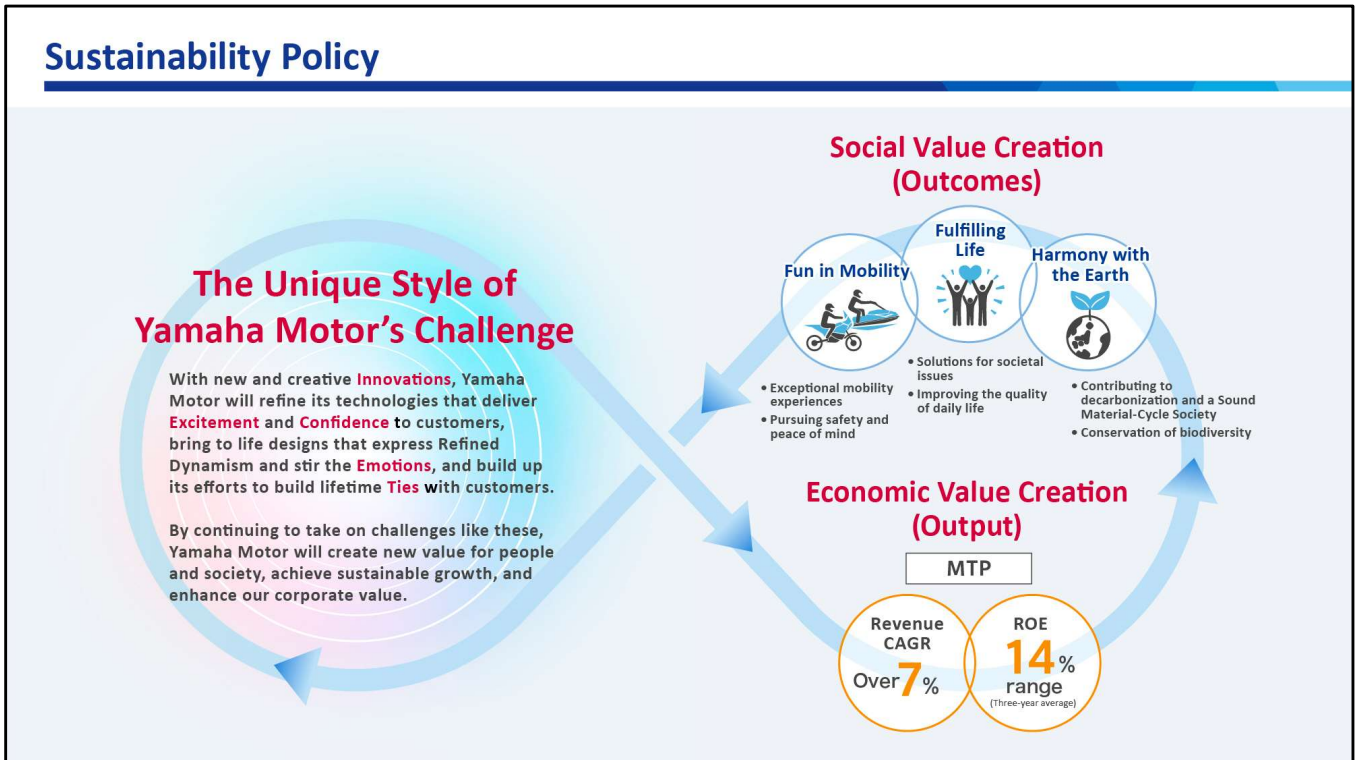 Sustainability Policy
The Unique Style of
Yamaha Motor’s Challenge
With new and creative Innovations, Yamaha
Motor will refine its technologies that deliver
Excitement and Confidence to customers,
bring to life designs that express Refined
Dynamism and stir the Emotions, and build up
its efforts to build lifetime Ties with customers.
By continuing to take on challenges like these,
Yamaha Motor will create new value for people
and society, achieve sustainable growth, and
enhance our corporate value.
Social Value Creation
(Outcomes)
Fun in Mobility
• Exceptional mobility
experiences
• Pursuing safety and
peace of mind
Fulfilling
Life
• Solutions for societal
issues
• Improving the quality
of daily life
Harmony with
the Earth
• Contributing to
decarbonization and a Sound
Material-Cycle Society
• Conservation of biodiversity
Economic Value Creation
(Output)
MTP
Revenue
CAGR
Over 7%
ROE
14%
range
(Three-year average)